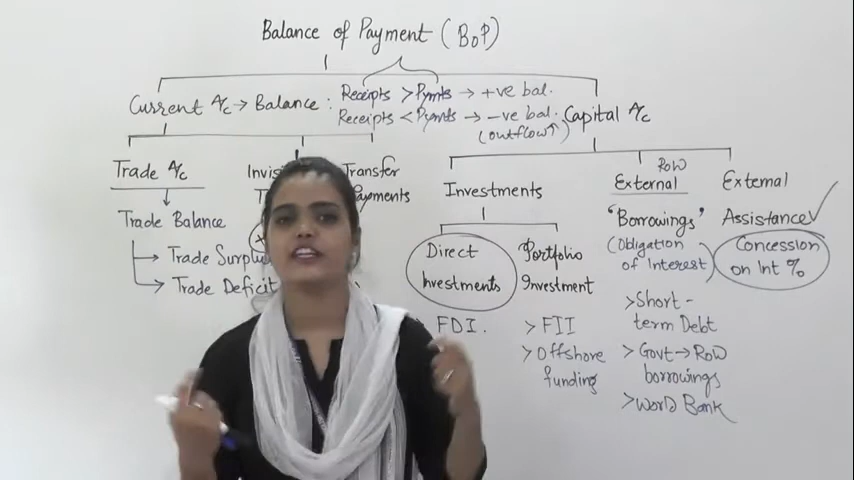 Balance of Payment (BoP)
Current A/c → Balance : Receipts > Pymts → +ve bal.
Receipts < Pymts → -ve bal.
(outflow↑)
Capital A/c
Trade A/c
Trade Balance
→ Trade
→ Trade Deficit
Transfer
Payments
Investments
Direct
Investments
FDI.
Portfolio
Investment
> FII
> Offshore
funding
RoW
External
'Borrowings'
(Obligation
of Interest)
> Short-
term Debt
> Govt → RoW
borrowings
> World Bank
External
Assistance
Concession
on Int %